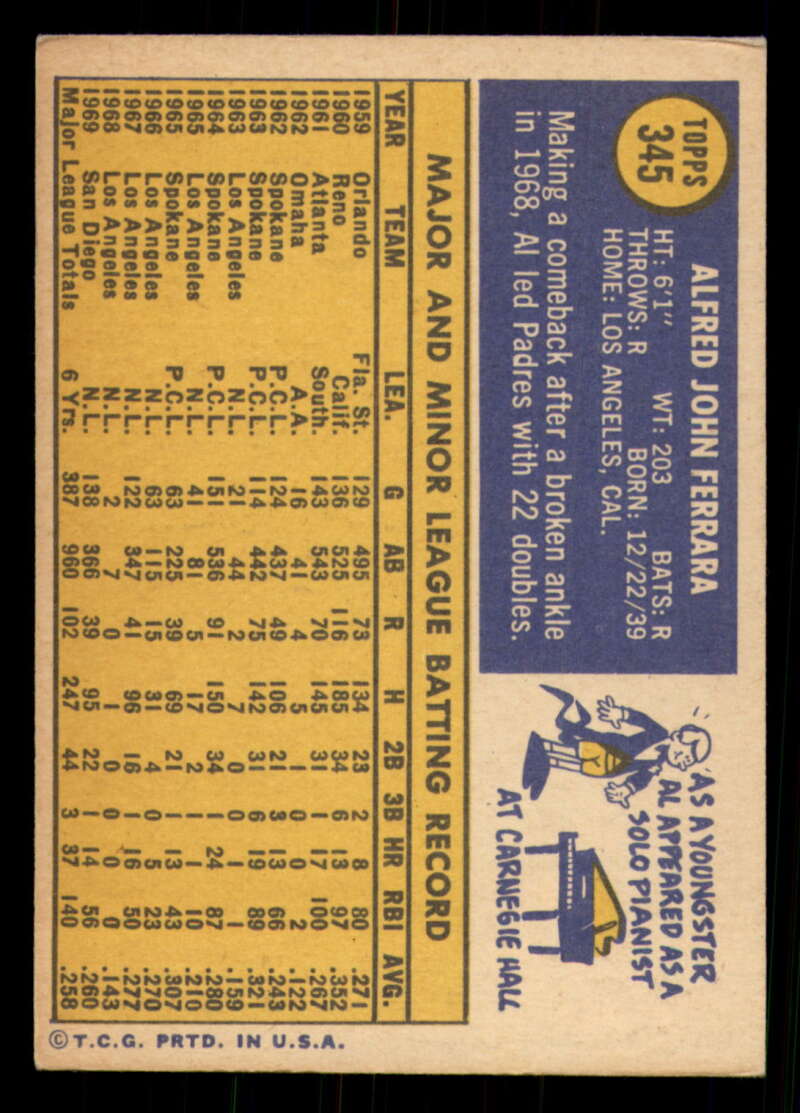 TOPPS
345
ALFRED JOHN FERRARA
HT: 6'1" WT: 203 BATS: R
THROWS: R BORN: 12/22/39
HOME: LOS ANGELES, CAL.
Making a comeback after a broken ankle
in 1968, Al led Padres with 22 doubles.
AS A YOUNGSTER
AL APPEARED AS A
SOLO PIANIST
AT CARNEGIE HALL
MAJOR AND MINOR LEAGUE BATTING RECORD
YEAR TEAM LEA. G AB R H 2B 3B HR RBI AVG.
1959 Orlando Fla. St. 129 495 73 134 23 2 8 80 .271
1960 Reno Calif. 136 525 116 185 34 6 13 97 .352
1961 Atlanta South. 143 543 70 145 31 1 17 100 .267
1962 Omaha A.A. 16 41 4 5 1 0 0 2 .122
1962 Spokane P.C.L. 124 437 49 106 21 3 13 66 .243
1963 Spokane P.C.L. 114 442 75 142 31 6 19 89 .321
1963 Los Angeles N.L. 21 44 2 7 0 0 1 1 .159
1964 Spokane P.C.L. 151 536 91 150 34 1 24 87 .280
1965 Los Angeles N.L. 41 81 5 17 2 1 1 10 .210
1965 Spokane P.C.L. 63 225 39 69 21 1 13 43 .307
1966 Los Angeles N.L. 63 115 15 31 4 0 5 23 .270
1967 Los Angeles N.L. 122 347 41 96 16 1 16 50 .277
1968 Los Angeles N.L. 2 7 0 1 0 0 0 0 .143
1969 San Diego N.L. 138 366 39 95 22 1 14 56 .260
Major League Totals 6 Yrs. 387 960 102 247 44 3 37 140 .258
© T.C.G. PRTD. IN U.S.A.